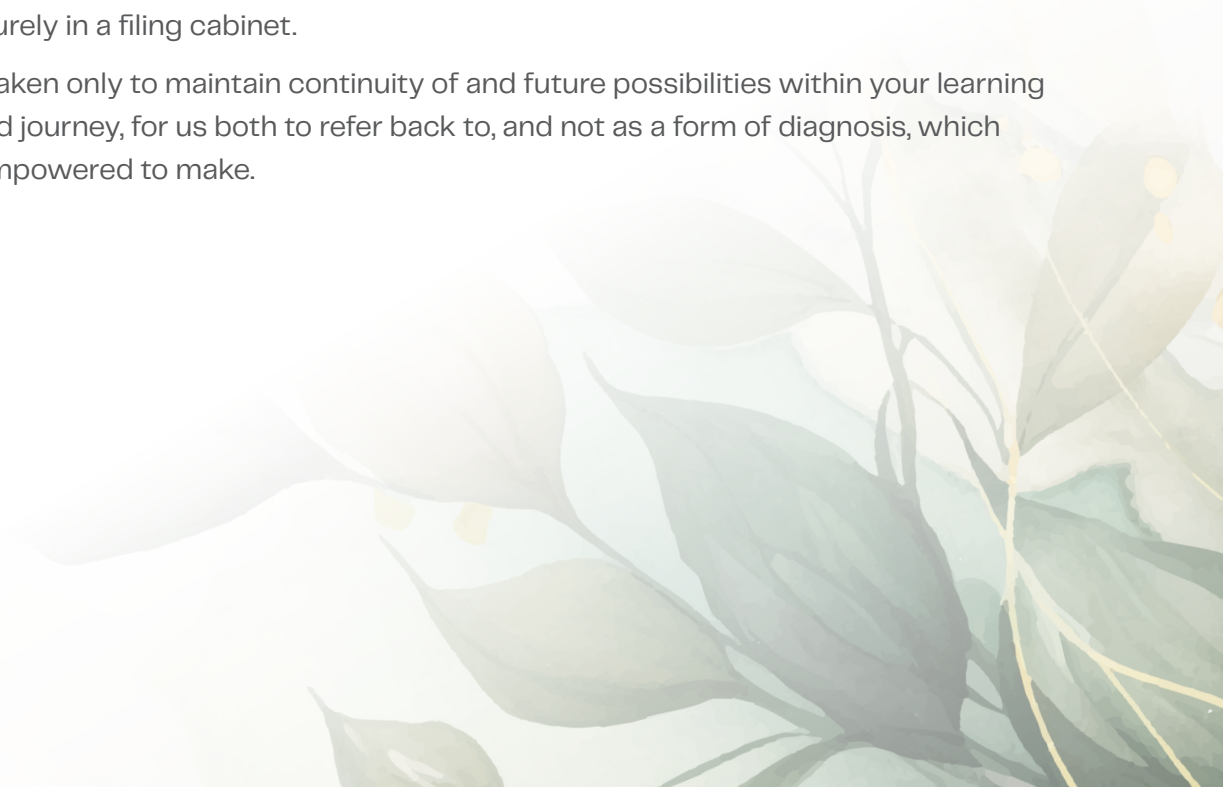 urely in a filing cabinet.
aken only to maintain continuity of and future possibilities within your learning
d journey, for us both to refer back to, and not as a form of diagnosis, which
mpowered to make.